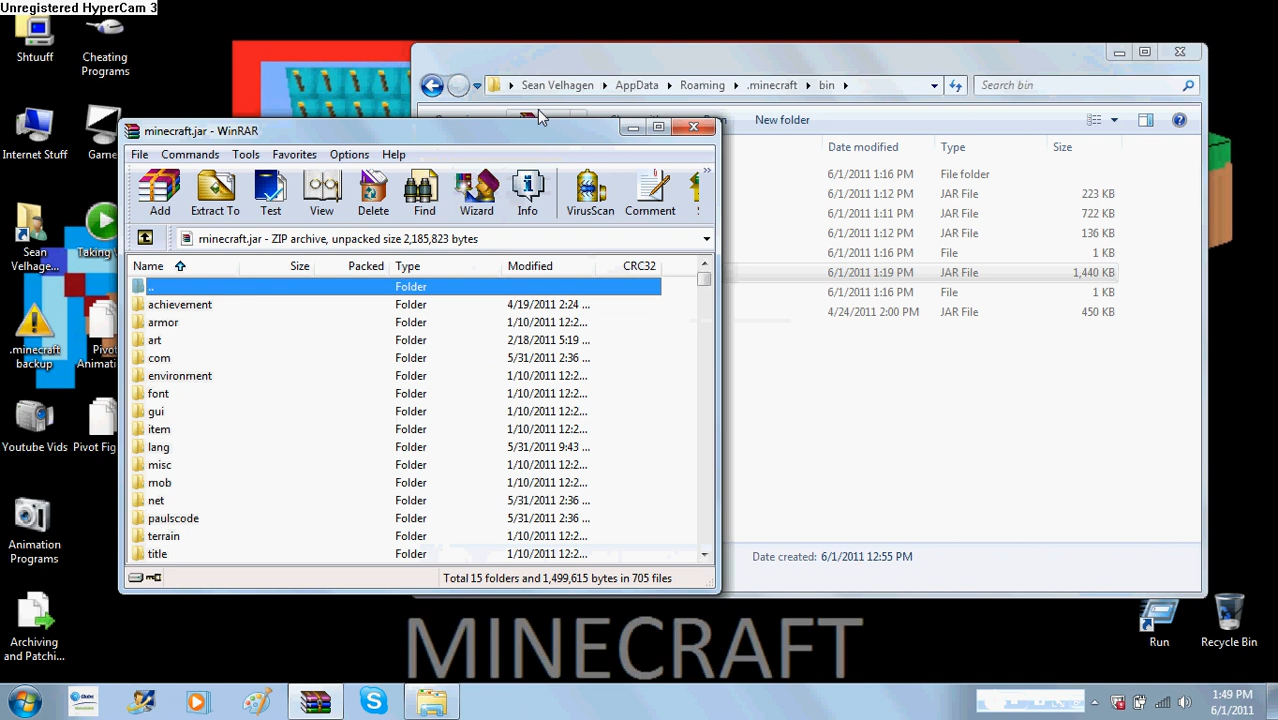 Unregistered HyperCam 3
Shtuuff
Cheating
Programs
Internet Stuff
Game
Sean
Velhage...
Taking
.minecraft
backup
Pivot
Animati
Youtube Vids
Pivot Fig
Animation
Programs
Archiving
and Patchi...
Sean Velhagen
AppData
Roaming
.minecraft
bin
Search bin
New folder
Date modified Type Size
6/1/2011 1:16 PM File folder
6/1/2011 1:12 PM JAR File 223 KB
6/1/2011 1:11 PM JAR File 722 KB
6/1/2011 1:12 PM JAR File 136 KB
6/1/2011 1:16 PM File 1 KB
6/1/2011 1:19 PM JAR File 1,440 KB
6/1/2011 1:16 PM File 1 KB
4/24/2011 2:00 PM JAR File 450 KB
Date created: 6/1/2011 12:55 PM
minecraft.jar - WinRAR
File Commands Tools Favorites Options Help
Add Extract To Test View Delete Find Wizard Info VirusScan Comment
minecraft.jar - ZIP archive, unpacked size 2,185,823 bytes
Name Size Packed Type Modified CRC32
.. Folder
achievement Folder 4/19/2011 2:24 ...
armor Folder 1/10/2011 12:2...
art Folder 2/18/2011 5:19 ...
com Folder 5/31/2011 2:36 ...
environment Folder 1/10/2011 12:2...
font Folder 1/10/2011 12:2...
gui Folder 1/10/2011 12:2...
item Folder 1/10/2011 12:2...
lang Folder 5/31/2011 9:43 ...
misc Folder 1/10/2011 12:2...
mob Folder 1/10/2011 12:2...
net Folder 5/31/2011 2:36 ...
paulscode Folder 5/31/2011 2:36 ...
terrain Folder 1/10/2011 12:2...
title Folder 1/10/2011 12:2...
Total 15 folders and 1,499,615 bytes in 705 files
MINECRAFT
Run
Recycle Bin
1:49 PM
6/1/2011